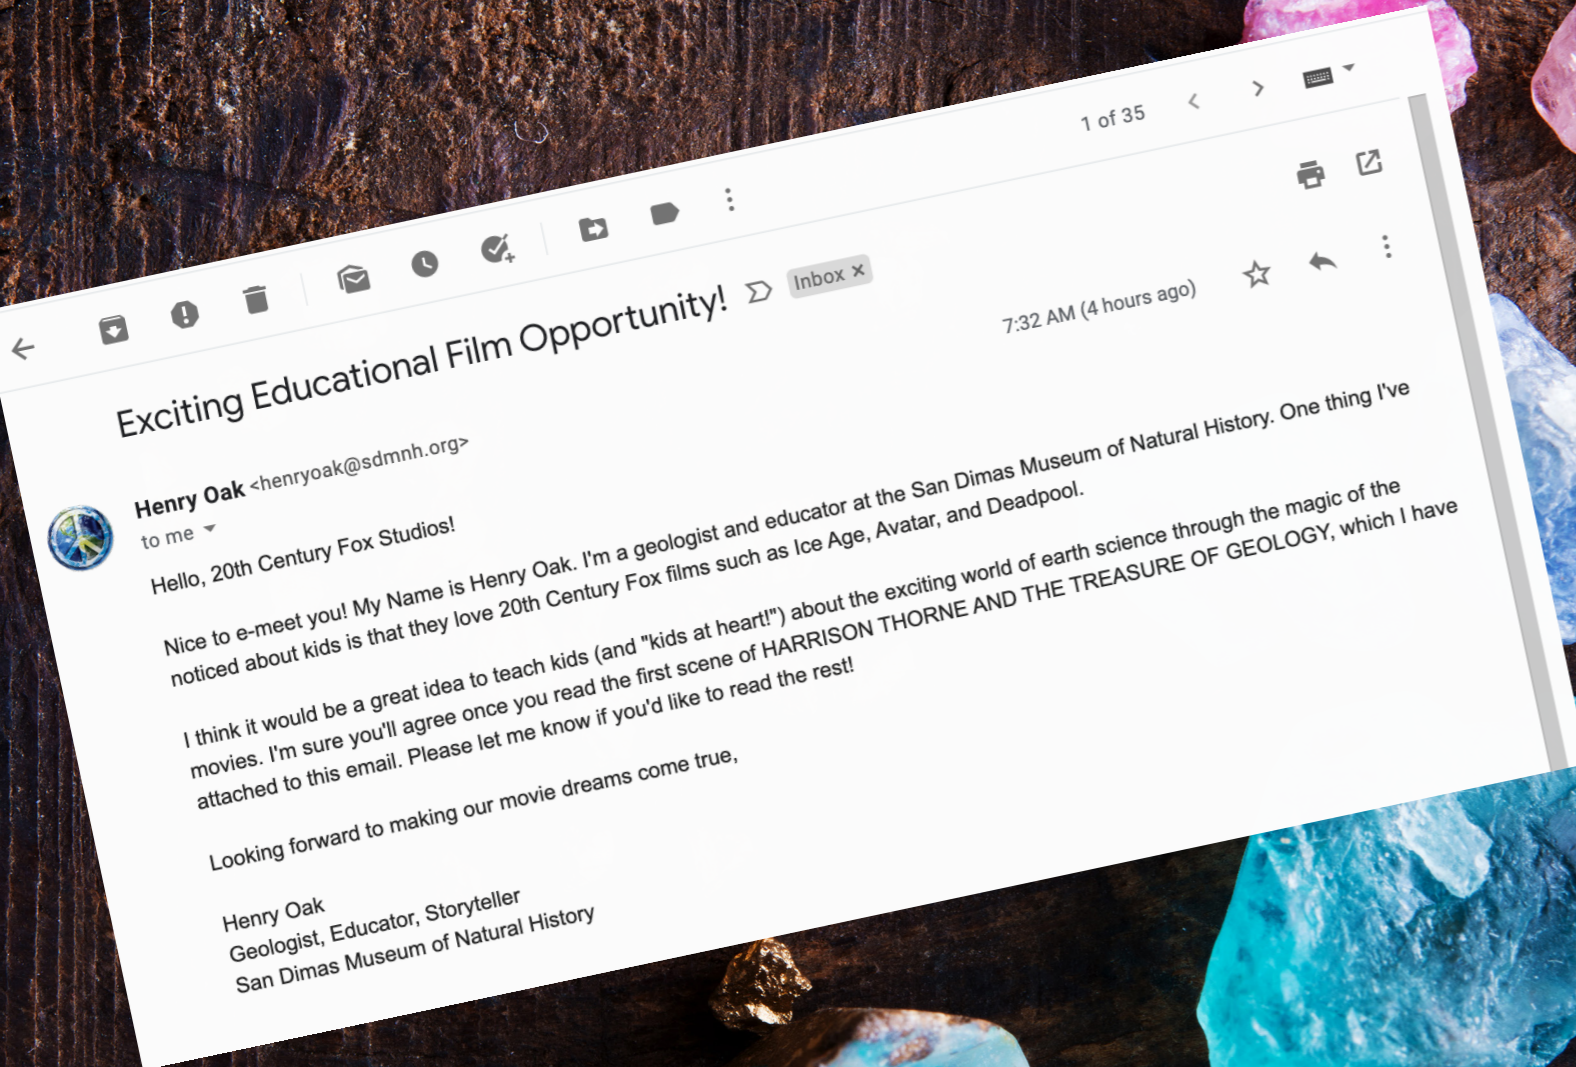 1 of 35
Exciting Educational Film Opportunity!
Inbox ×
Henry Oak <henryoak@sdmnh.org>
7:32 AM (4 hours ago)
to me
Hello, 20th Century Fox Studios!
Nice to e-meet you! My Name is Henry Oak. I'm a geologist and educator at the San Dimas Museum of Natural History. One thing I've
noticed about kids is that they love 20th Century Fox films such as Ice Age, Avatar, and Deadpool.
I think it would be a great idea to teach kids (and "kids at heart!") about the exciting world of earth science through the magic of the
movies. I'm sure you'll agree once you read the first scene of HARRISON THORNE AND THE TREASURE OF GEOLOGY, which I have
attached to this email. Please let me know if you'd like to read the rest!
Looking forward to making our movie dreams come true,
Henry Oak
Geologist, Educator, Storyteller
San Dimas Museum of Natural History